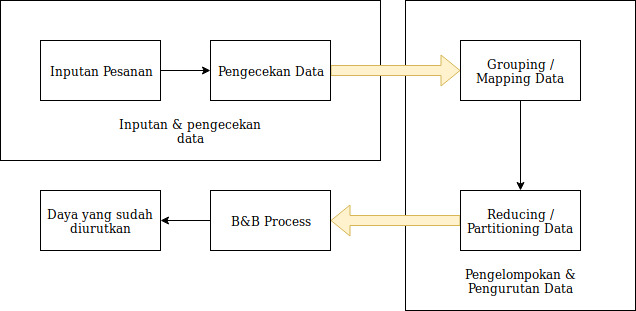 Inputan Pesanan
Pengecekan Data
Grouping /
Mapping Data
Inputan & pengecekan
data
Daya yang sudah
diurutkan
B&B Process
Reducing /
Partitioning Data
Pengelompokan &
Pengurutan Data